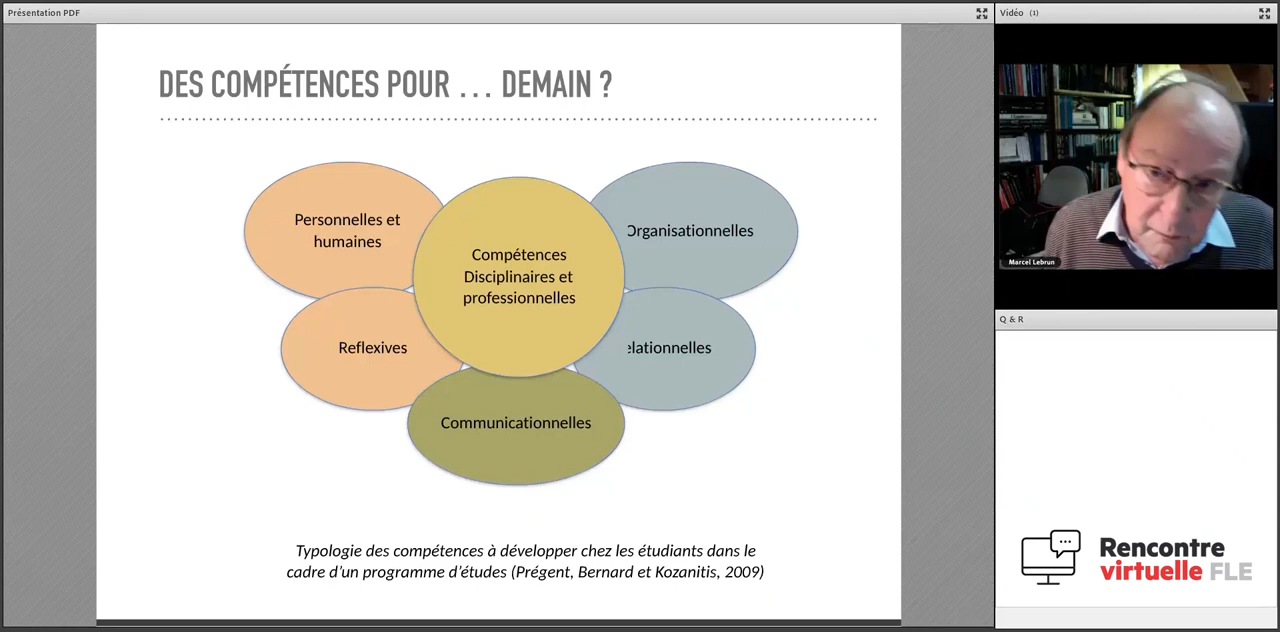 Présentation PDF
Vidéo (1)
DES COMPÉTENCES POUR … DEMAIN ?
Personnelles et
humaines
Compétences
Disciplinaires et
professionnelles
Organisationnelles
Reflexives
elationnelles
Communicationnelles
Typologie des compétences à développer chez les étudiants dans le
cadre d'un programme d'études (Prégent, Bernard et Kozanitis, 2009)
Marcel Lebrun
Q & R
Rencontre
virtuelle FLE